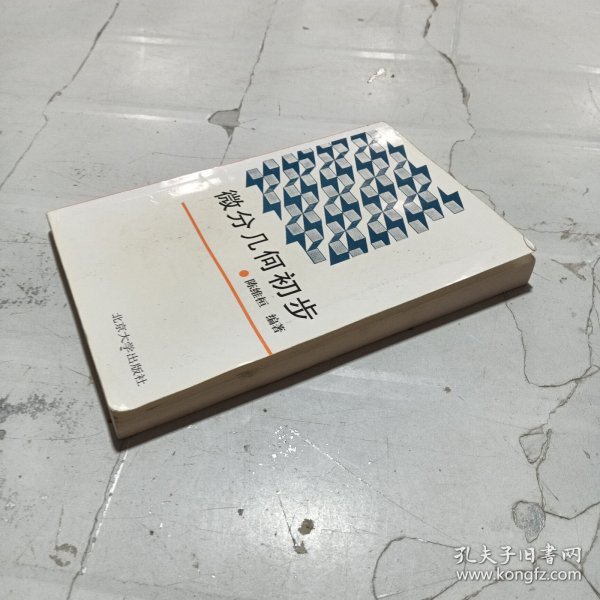 微分几何初步
陈维桓 编著
北京大学出版社
孔夫子旧書网
www.kongfz.com